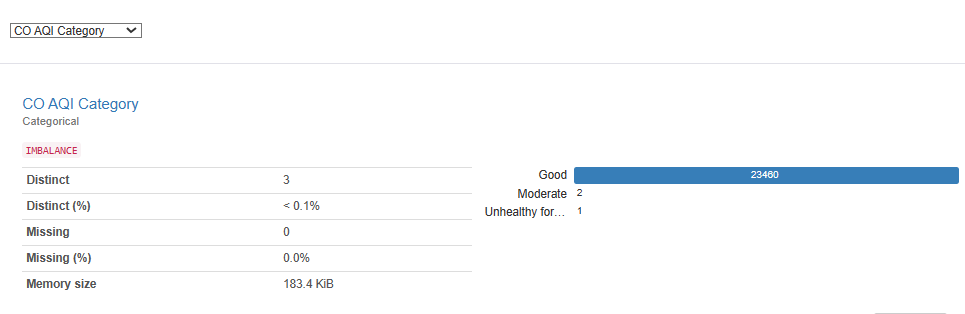 CO AQI Category
CO AQI Category
Categorical
IMBALANCE
Distinct 3
Distinct (%) < 0.1%
Missing 0
Missing (%) 0.0%
Memory size 183.4 KiB
Good 23460
Moderate 2
Unhealthy for... 1